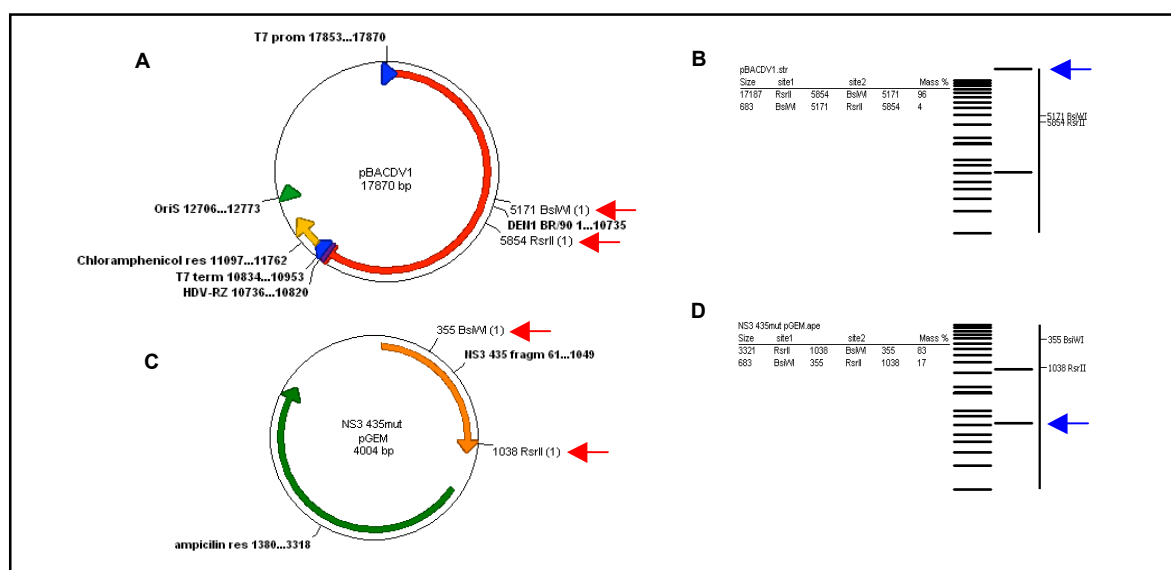 A
T7 prom 17853...17870
pBACDV1
17870 bp
OriS 12706...12773
5171 BsiWI (1)
DEN1 BR/90 1...10735
5854 RsrII (1)
Chloramphenicol res 11097...11762
T7 term 10834...10953
HDV-RZ 10736...10820
B
pBACDV1.str
Size site1 site2 Mass %
17187 RsrII 5854 BsiWI 5171 96
683 BsiWI 5171 RsrII 5854 4
5171 BsiWI
5854 RsrII
C
355 BsiWI (1)
NS3 435 fragm 61...1049
NS3 435mut
pGEM
4004 bp
1038 RsrII (1)
ampicilin res 1380...3318
D
NS3 435mut pGEM.ape
Size site1 site2 Mass %
3321 RsrII 1038 BsiWI 355 83
683 BsiWI 355 RsrII 1038 17
355 BsiWI
1038 RsrII